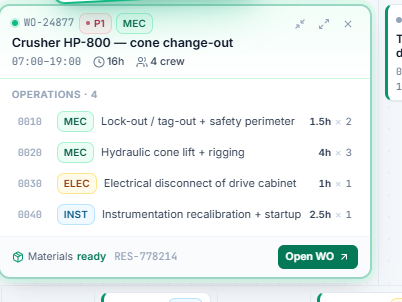 WO-24877 P1 MEC
Crusher HP-800 — cone change-out
07:00–19:00 16h 4 crew
OPERATIONS · 4
0010 MEC Lock-out / tag-out + safety perimeter 1.5h × 2
0020 MEC Hydraulic cone lift + rigging 4h × 3
0030 ELEC Electrical disconnect of drive cabinet 1h × 1
0040 INST Instrumentation recalibration + startup 2.5h × 1
Materials ready RES-778214
Open WO